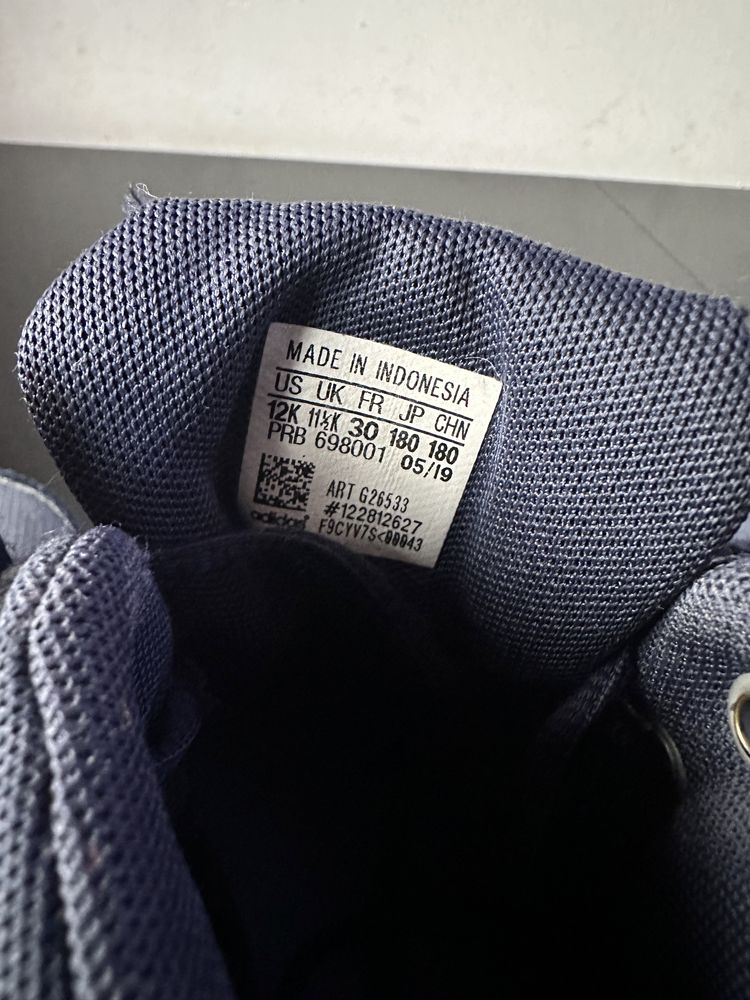 MADE IN INDONESIA
US UK FR JP CHN
12K 11½K 30 180 180
PRB 698001 05/19
ART G26533
#122812627
adidas F9CYV7S<00043